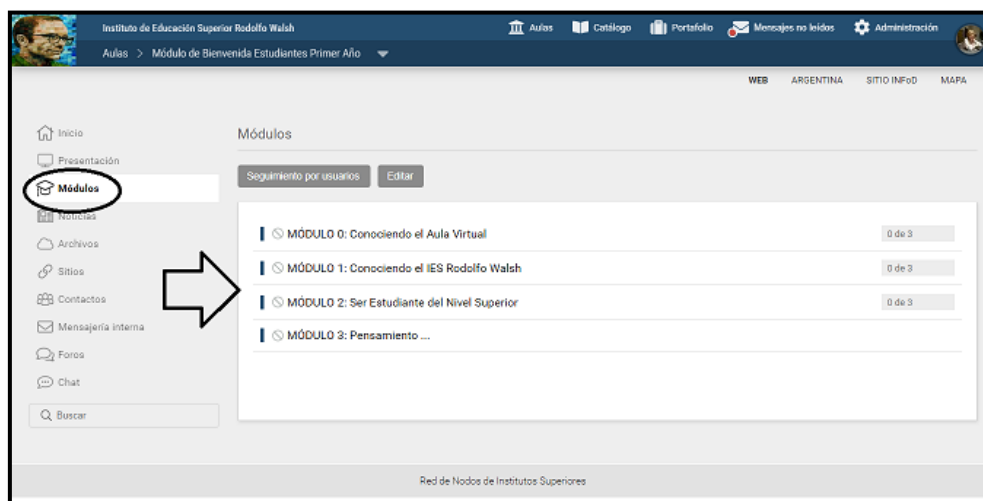 Instituto de Educación Superior Rodolfo Walsh
Aulas
Catálogo
Portafolio
Mensajes no leídos
Administración
Aulas > Módulo de Bienvenida Estudiantes Primer Año
WEB
ARGENTINA
SITIO INFoD
MAPA
Inicio
Presentación
Módulos
Noticias
Archivos
Sitios
Contactos
Mensajería interna
Foros
Chat
Buscar
Módulos
Seguimiento por usuarios
Editar
MÓDULO 0: Conociendo el Aula Virtual
0 de 3
MÓDULO 1: Conociendo el IES Rodolfo Walsh
0 de 3
MÓDULO 2: Ser Estudiante del Nivel Superior
0 de 3
MÓDULO 3: Pensamiento ...
Red de Nodos de Institutos Superiores